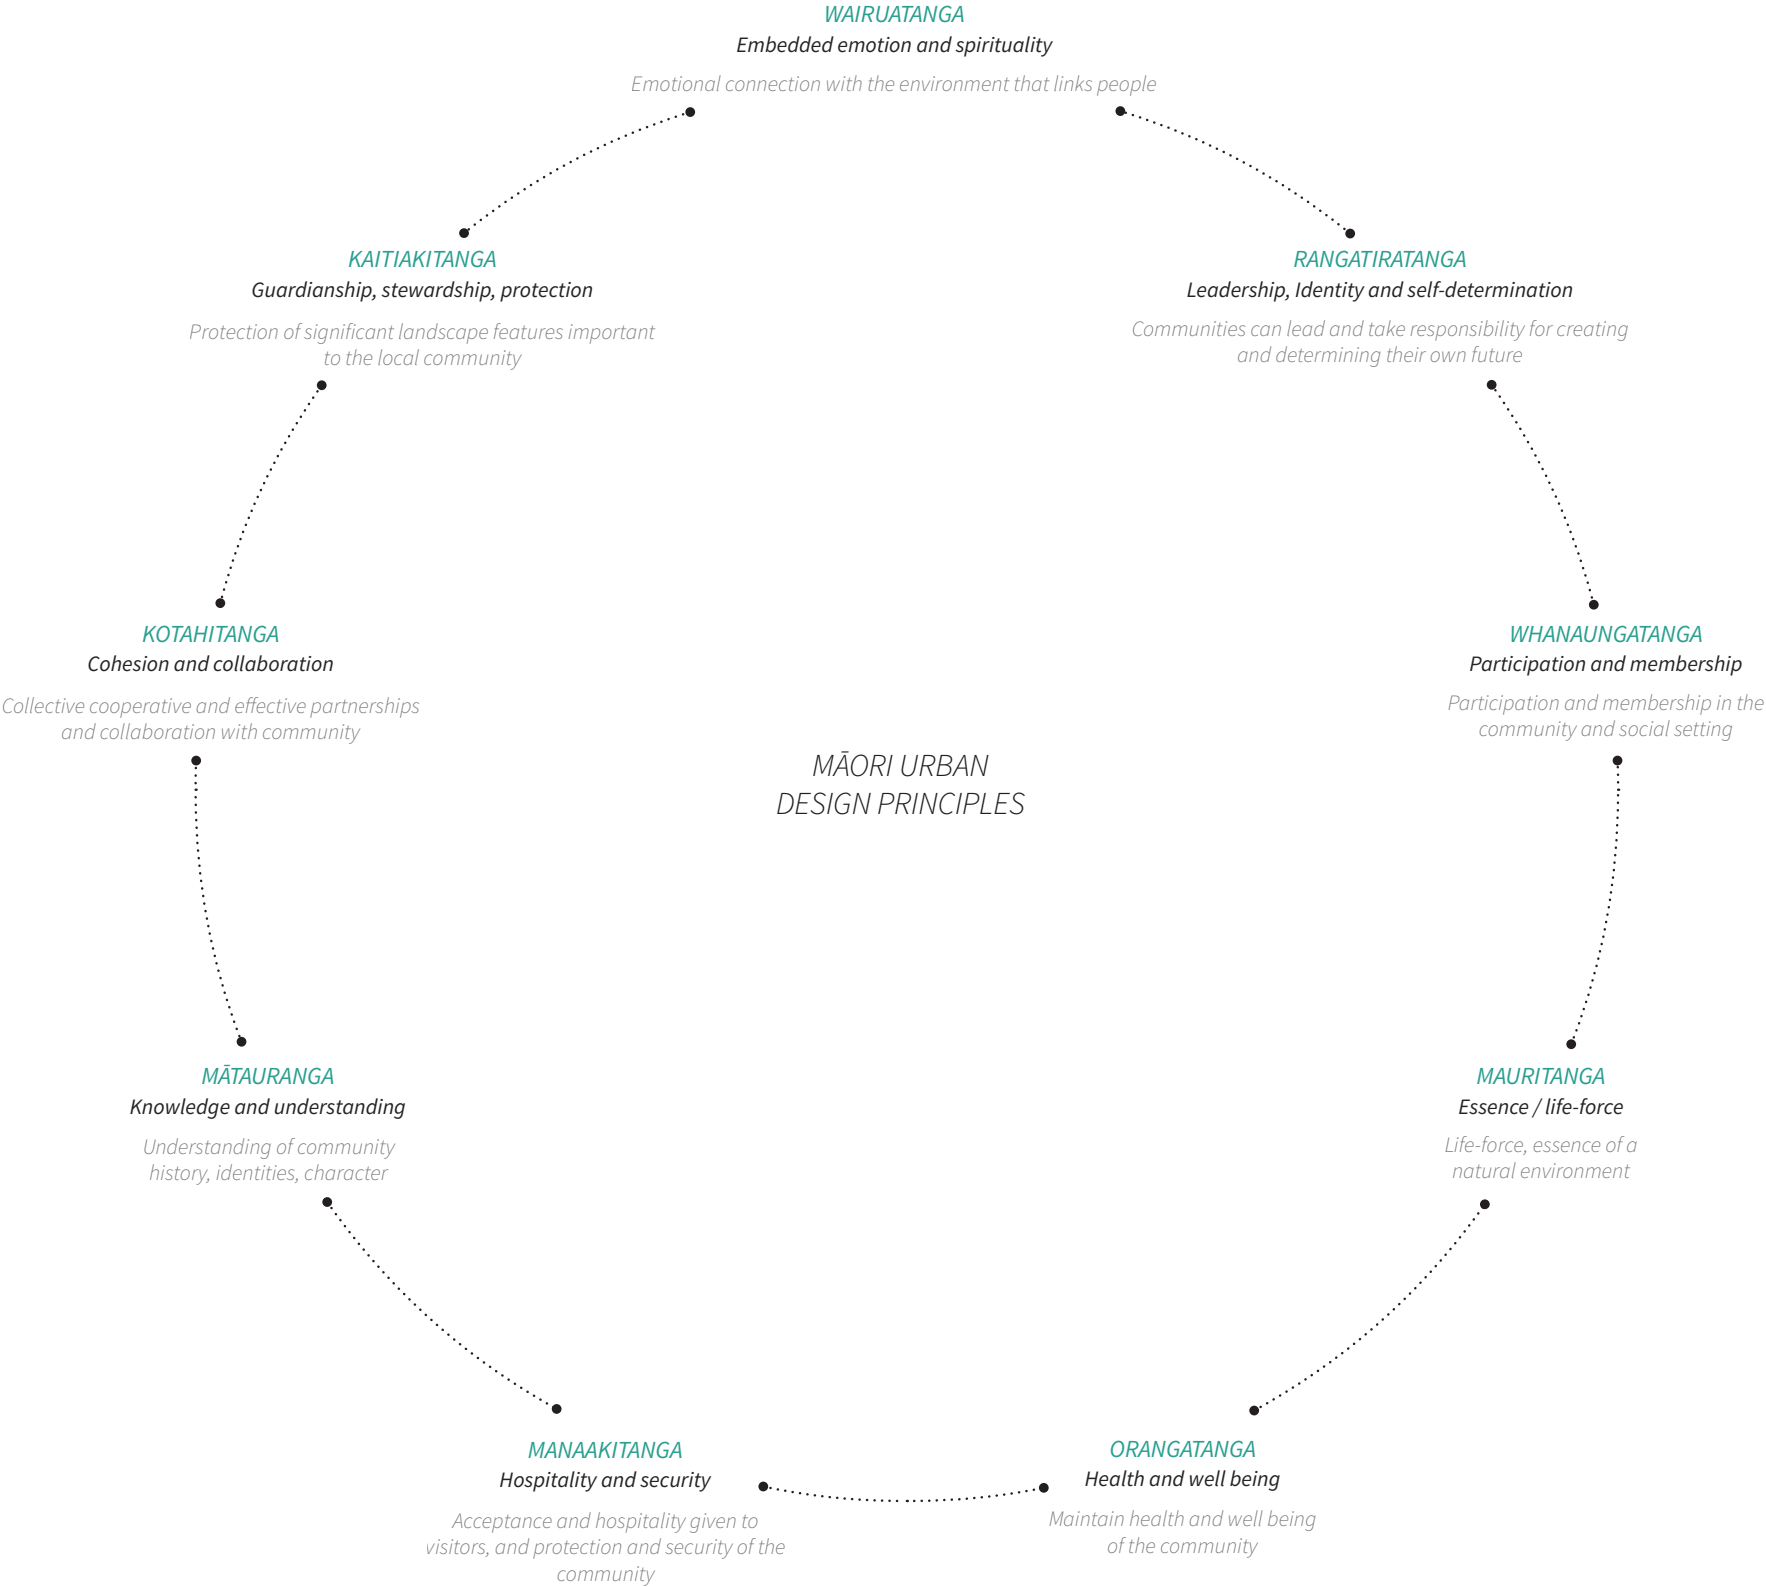 WAIRUATANGA
Embedded emotion and spirituality
Emotional connection with the environment that links people
KAITIAKITANGA
Guardianship, stewardship, protection
Protection of significant landscape features important
to the local community
RANGATIRATANGA
Leadership, Identity and self-determination
Communities can lead and take responsibility for creating
and determining their own future
KOTAHITANGA
Cohesion and collaboration
Collective cooperative and effective partnerships
and collaboration with community
WHANAUNGATANGA
Participation and membership
Participation and membership in the
community and social setting
MĀORI URBAN
DESIGN PRINCIPLES
MĀTAURANGA
Knowledge and understanding
Understanding of community
history, identities, character
MAURITANGA
Essence / life-force
Life-force, essence of a
natural environment
MANAAKITANGA
Hospitality and security
Acceptance and hospitality given to
visitors, and protection and security of the
community
ORANGATANGA
Health and well being
Maintain health and well being
of the community